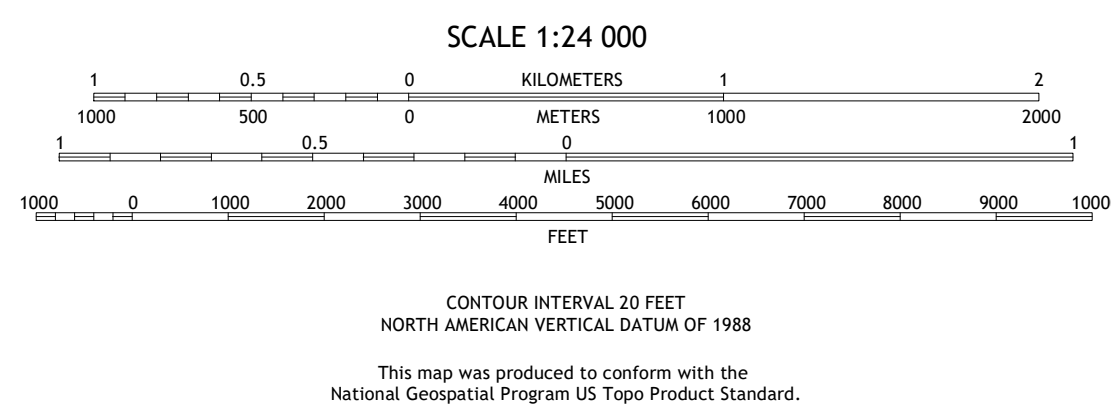 SCALE 1:24 000
1 0.5 0 KILOMETERS 1 2
1000 500 0 METERS 1000 2000
1 0.5 0 1
MILES
1000 0 1000 2000 3000 4000 5000 6000 7000 8000 9000 1000
FEET
CONTOUR INTERVAL 20 FEET
NORTH AMERICAN VERTICAL DATUM OF 1988
This map was produced to conform with the
National Geospatial Program US Topo Product Standard.